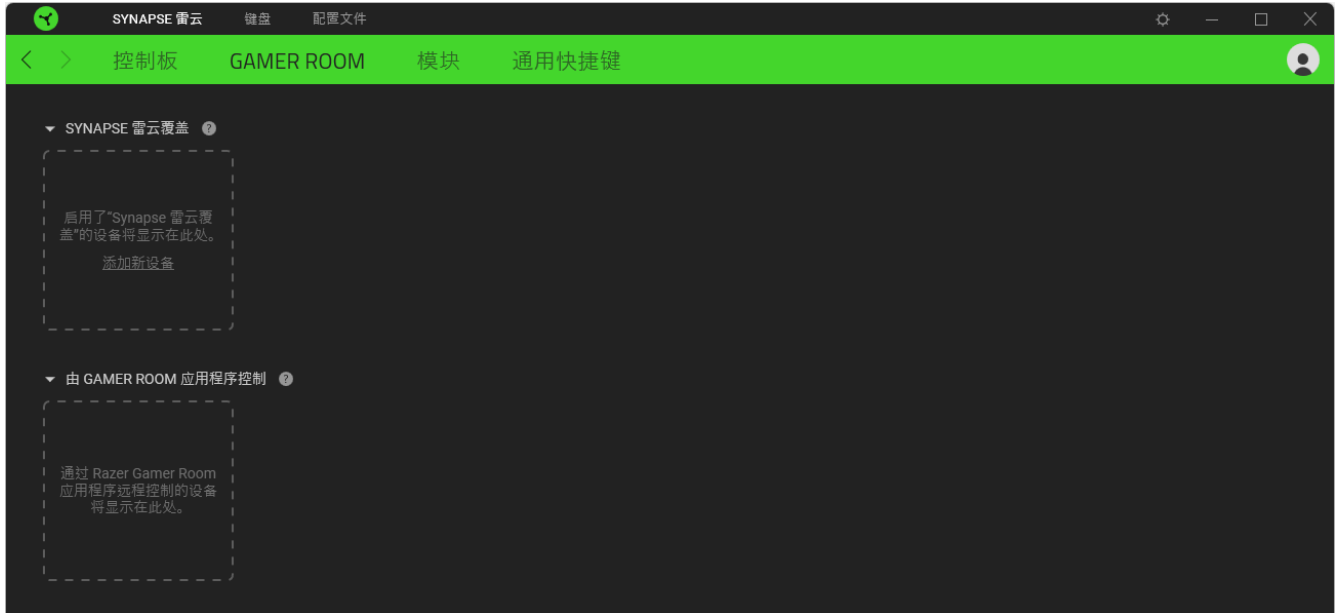 SYNAPSE 雷云 键盘 配置文件
控制板 GAMER ROOM 模块 通用快捷键
SYNAPSE 雷云覆盖 ?
启用了“Synapse 雷云覆
盖”的设备将显示在此处。
添加新设备
由 GAMER ROOM 应用程序控制 ?
通过 Razer Gamer Room
应用程序远程控制的设备
将显示在此处。